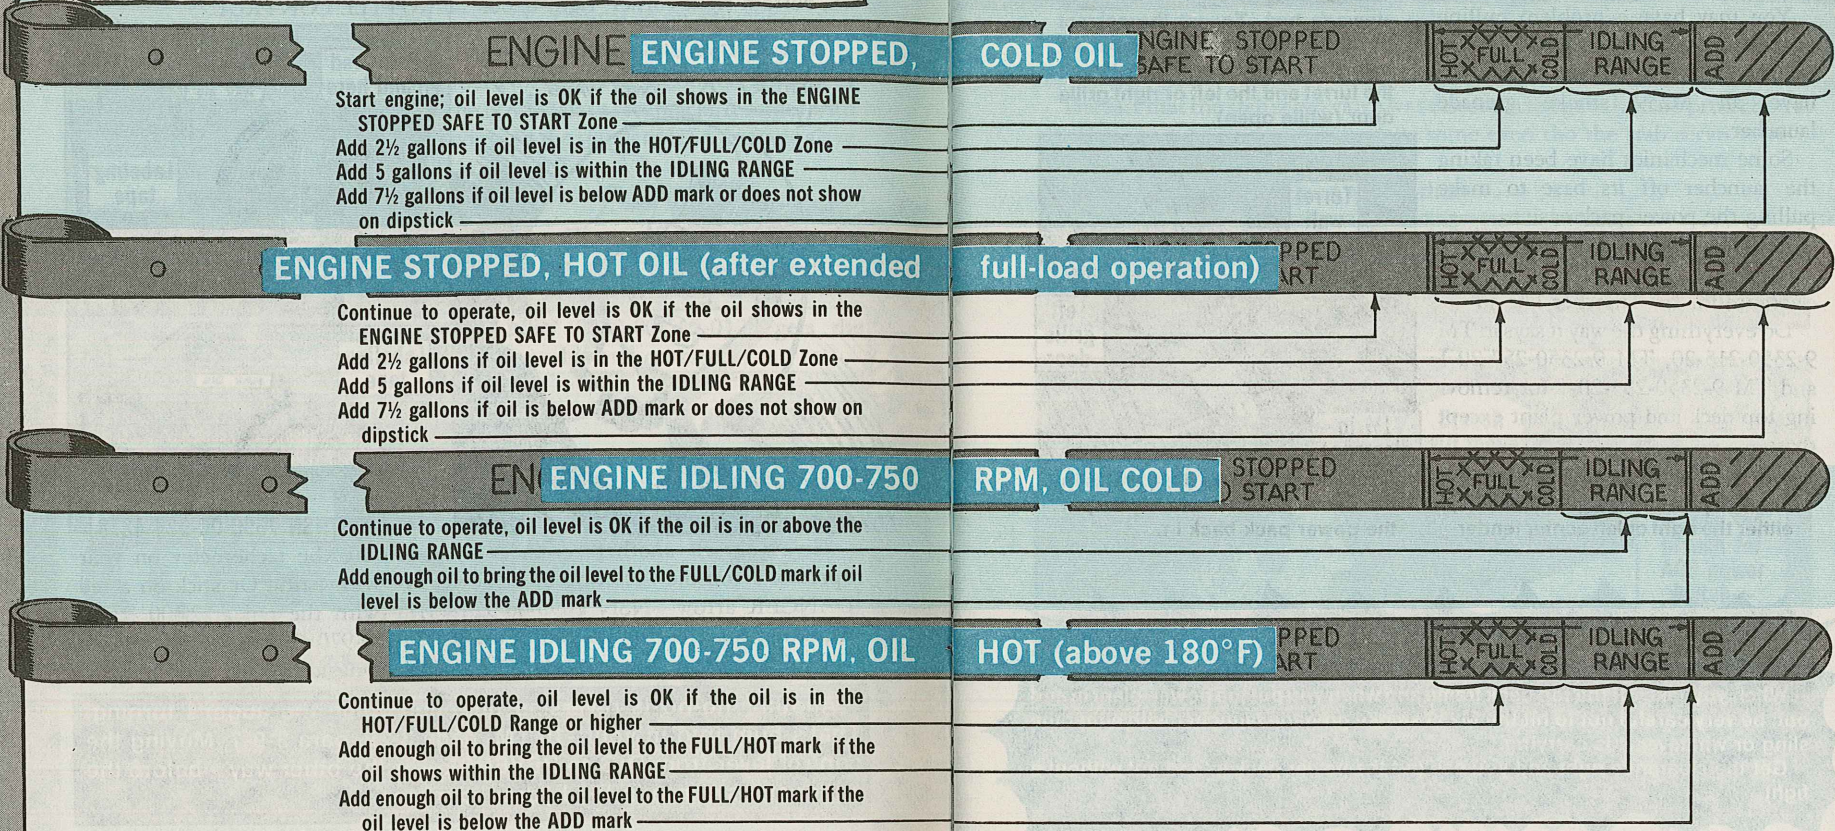 ENGINE ENGINE STOPPED, COLD OIL NGINE STOPPED
SAFE TO START
HOT FULL COLD IDLING RANGE ADD
Start engine; oil level is OK if the oil shows in the ENGINE
STOPPED SAFE TO START Zone
Add 2½ gallons if oil level is in the HOT/FULL/COLD Zone
Add 5 gallons if oil level is within the IDLING RANGE
Add 7½ gallons if oil level is below ADD mark or does not show
on dipstick
ENGINE STOPPED, HOT OIL (after extended full-load operation)
STOPPED
ART
HOT FULL COLD IDLING RANGE ADD
Continue to operate, oil level is OK if the oil shows in the
ENGINE STOPPED SAFE TO START Zone
Add 2½ gallons if oil level is in the HOT/FULL/COLD Zone
Add 5 gallons if oil level is within the IDLING RANGE
Add 7½ gallons if oil is below ADD mark or does not show on
dipstick
EN ENGINE IDLING 700-750 RPM, OIL COLD STOPPED
START
HOT FULL COLD IDLING RANGE ADD
Continue to operate, oil level is OK if the oil is in or above the
IDLING RANGE
Add enough oil to bring the oil level to the FULL/COLD mark if oil
level is below the ADD mark
ENGINE IDLING 700-750 RPM, OIL HOT (above 180°F) PPED
ART
HOT FULL COLD IDLING RANGE ADD
Continue to operate, oil level is OK if the oil is in the
HOT/FULL/COLD Range or higher
Add enough oil to bring the oil level to the FULL/HOT mark if the
oil shows within the IDLING RANGE
Add enough oil to bring the oil level to the FULL/HOT mark if the
oil level is below the ADD mark